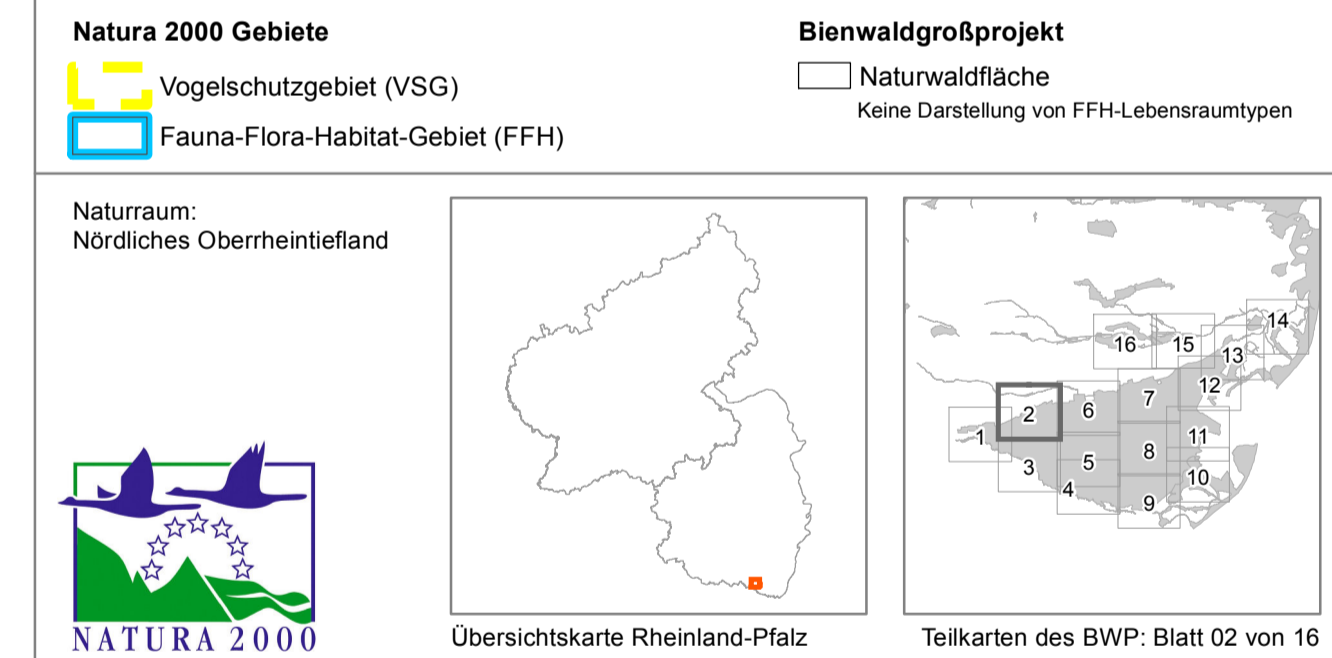 Natura 2000 Gebiete
Vogelschutzgebiet (VSG)
Fauna-Flora-Habitat-Gebiet (FFH)
Bienwaldgroßprojekt
Naturwaldfläche
Keine Darstellung von FFH-Lebensraumtypen
Naturraum:
Nördliches Oberrheintiefland
NATURA 2000
Übersichtskarte Rheinland-Pfalz
14
16
15
13
12
7
6
2
1
11
8
5
3
10
4
9
Teilkarten des BWP: Blatt 02 von 16